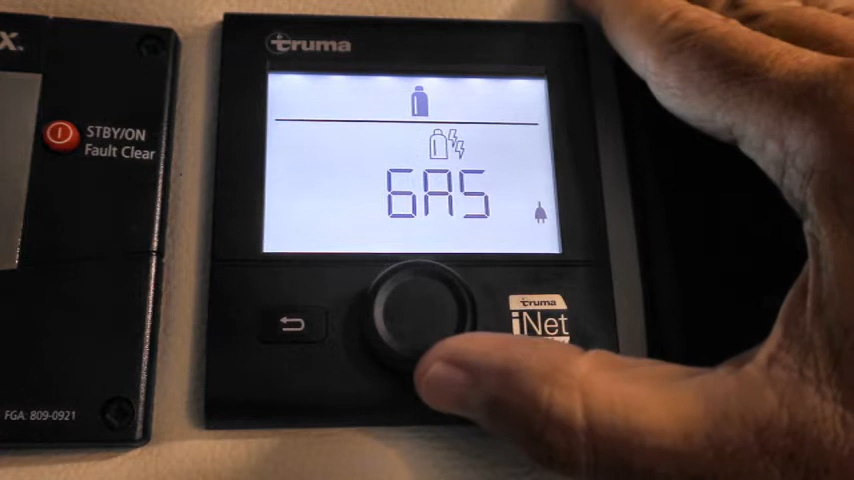 x.
STBY/ON
Fault Clear
FGA: 809-0921
truma
GAS
truma
iNet